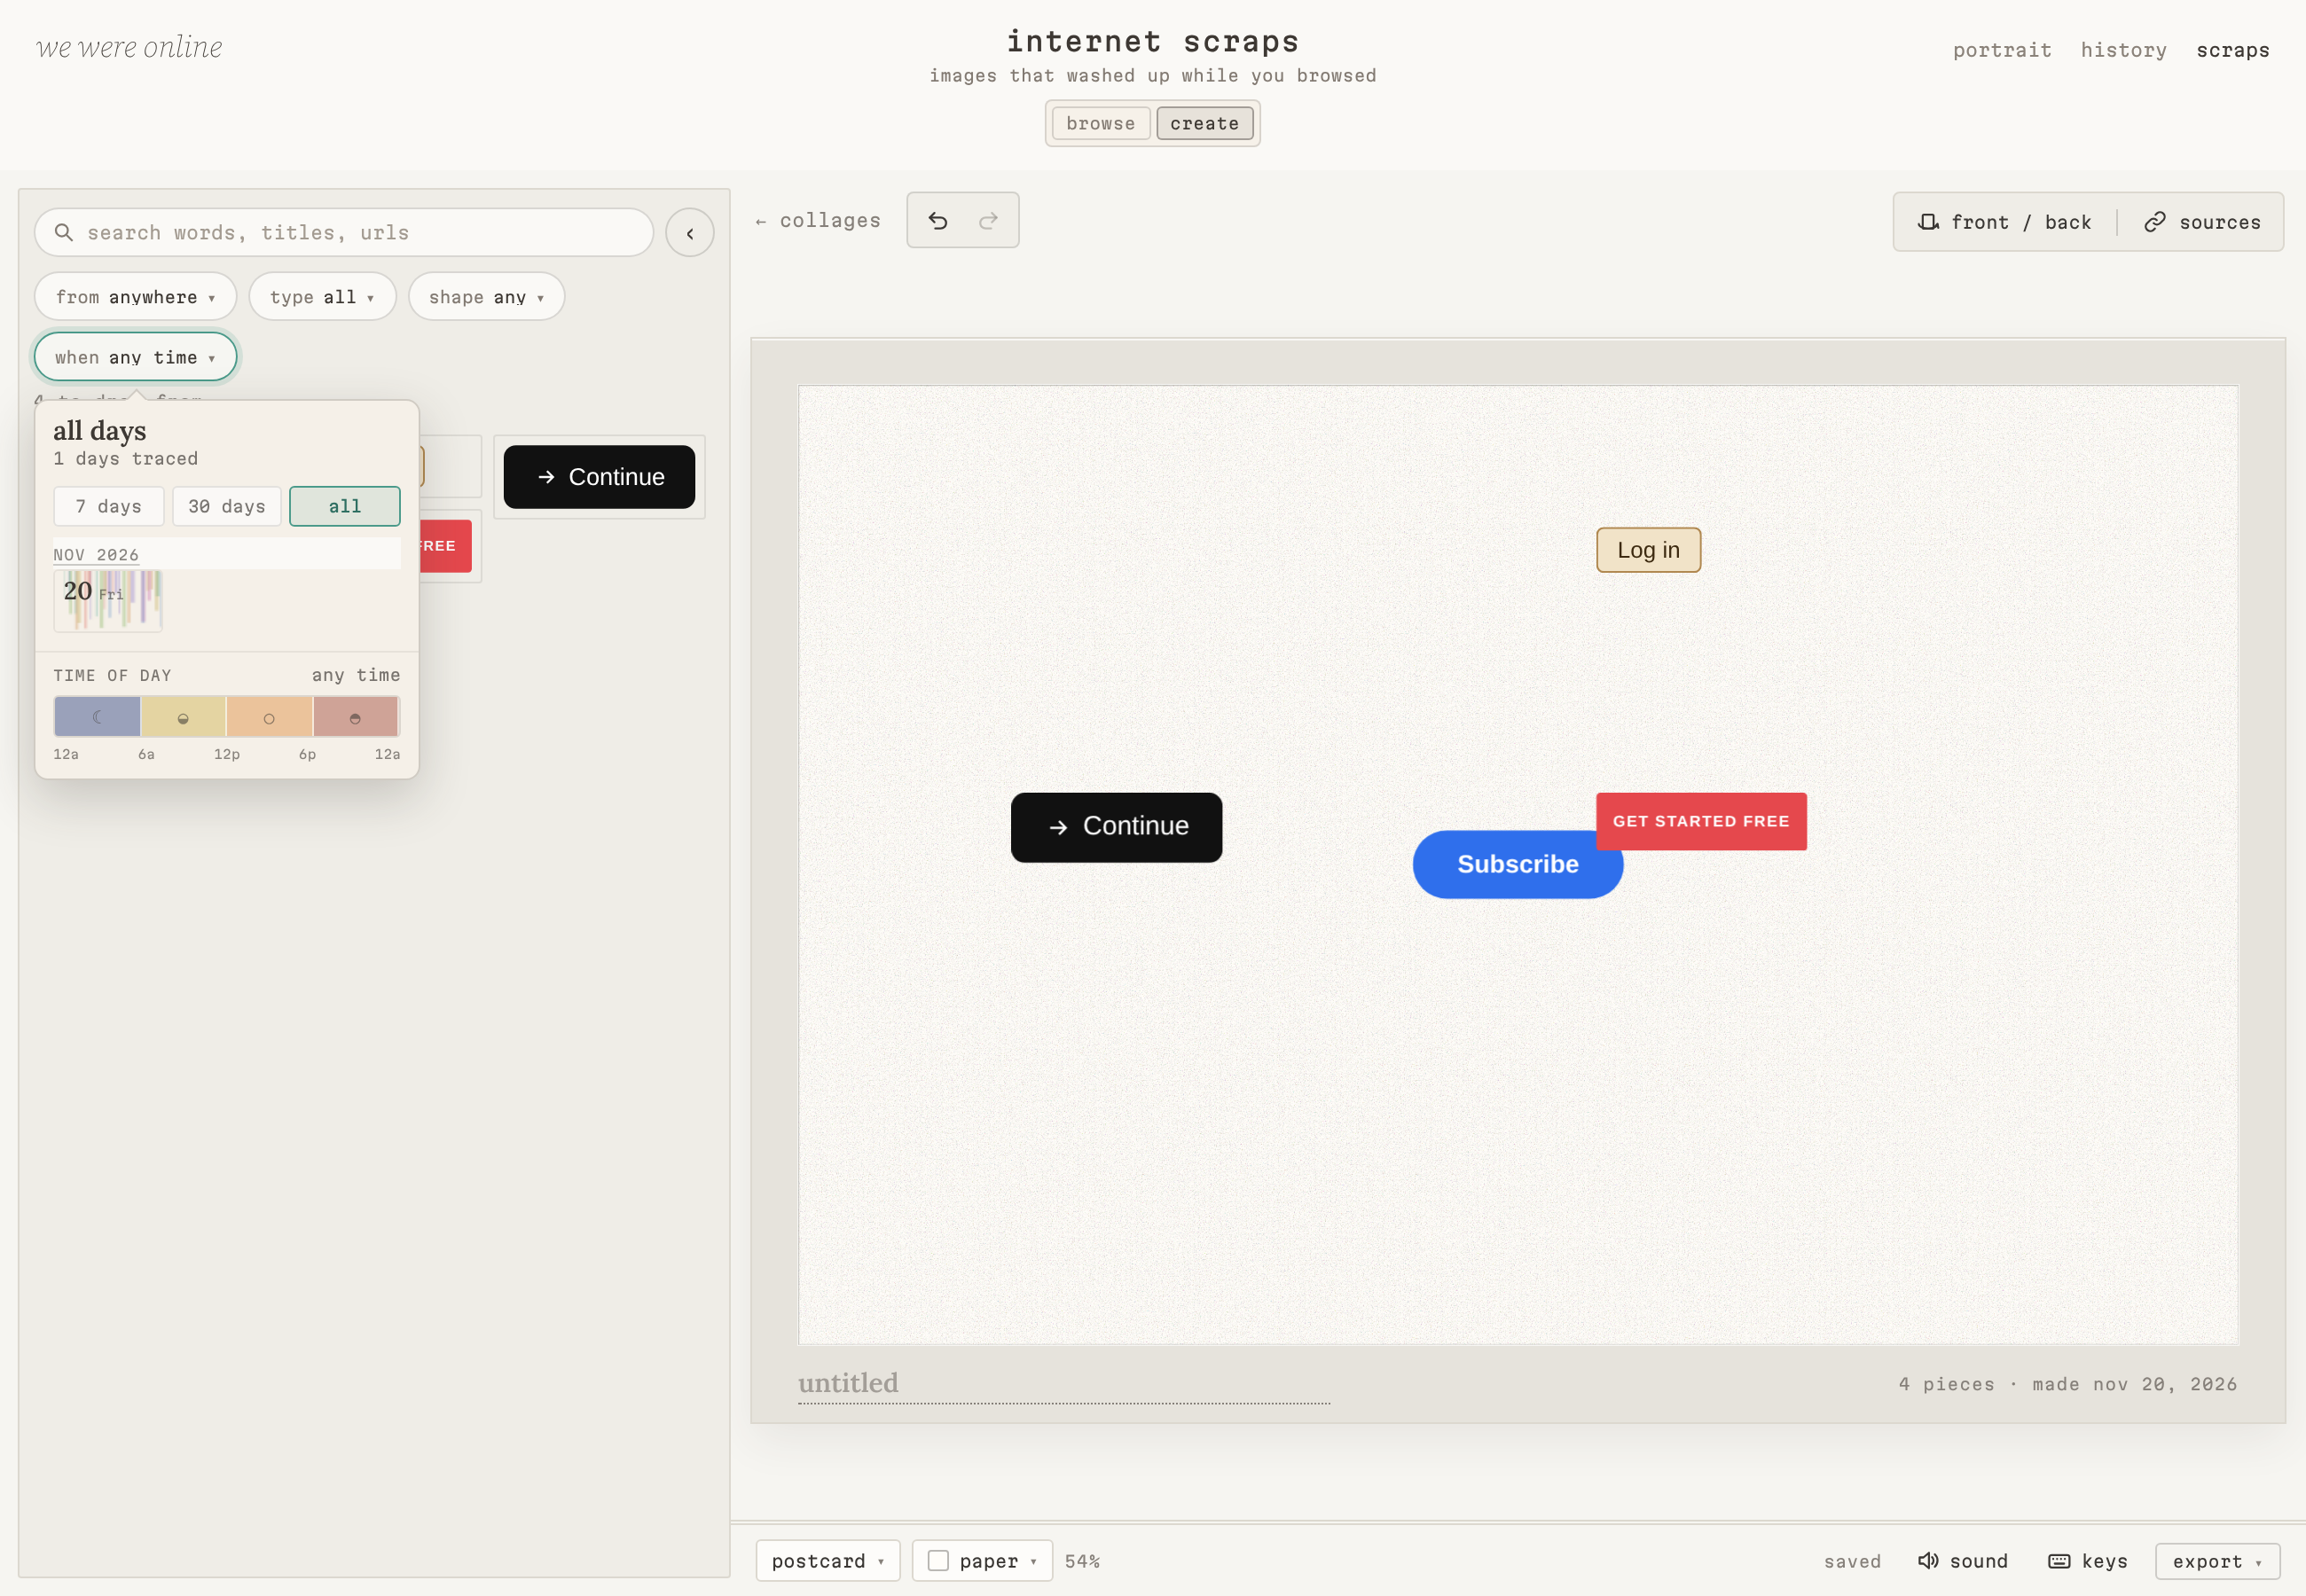 we were online
internet scraps
images that washed up while you browsed
portrait history scraps
browse create
search words, titles, urls
‹
← collages
front / back
sources
from anywhere ▾
type all ▾
shape any ▾
when any time ▾
all days
1 days traced
7 days
30 days
all
NOV 2026
20 Fri
TIME OF DAY
any time
12a 6a 12p 6p 12a
→ Continue
FREE
Log in
→ Continue
GET STARTED FREE
Subscribe
untitled
4 pieces · made nov 20, 2026
postcard ▾
paper ▾
54%
saved
sound
keys
export ▾